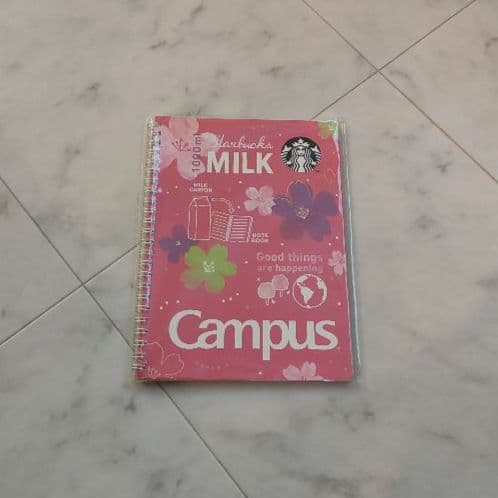 1000ml
Starbucks
MILK
MILK
CARTON
NOTE
BOOK
Good things
are happening
Campus